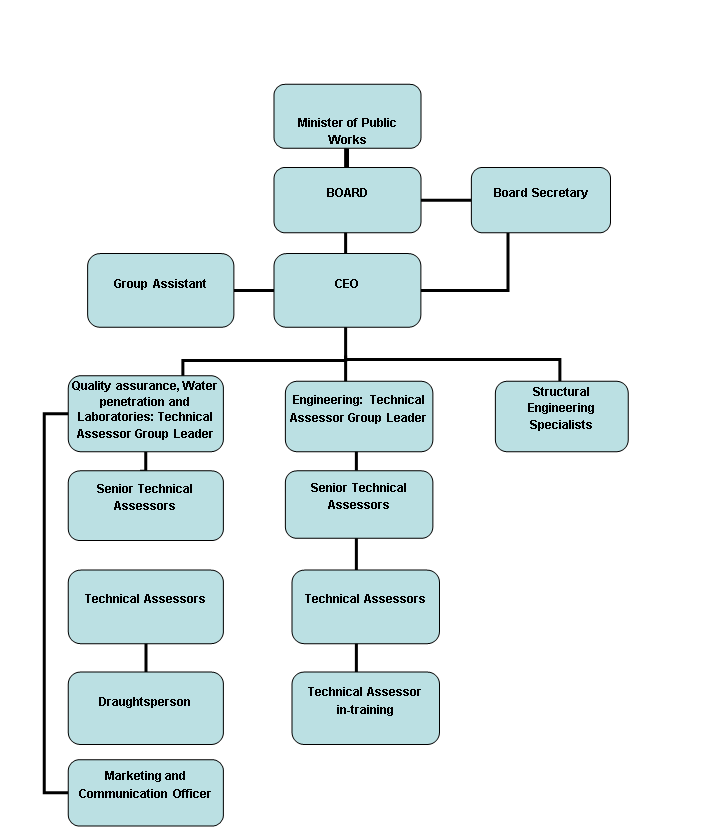 Minister of Public
Works
BOARD
Board Secretary
Group Assistant
CEO
Quality assurance, Water
penetration and
Laboratories: Technical
Assessor Group Leader
Engineering: Technical
Assessor Group Leader
Structural
Engineering
Specialists
Senior Technical
Assessors
Senior Technical
Assessors
Technical Assessors
Technical Assessors
Draughtsperson
Technical Assessor
in-training
Marketing and
Communication Officer